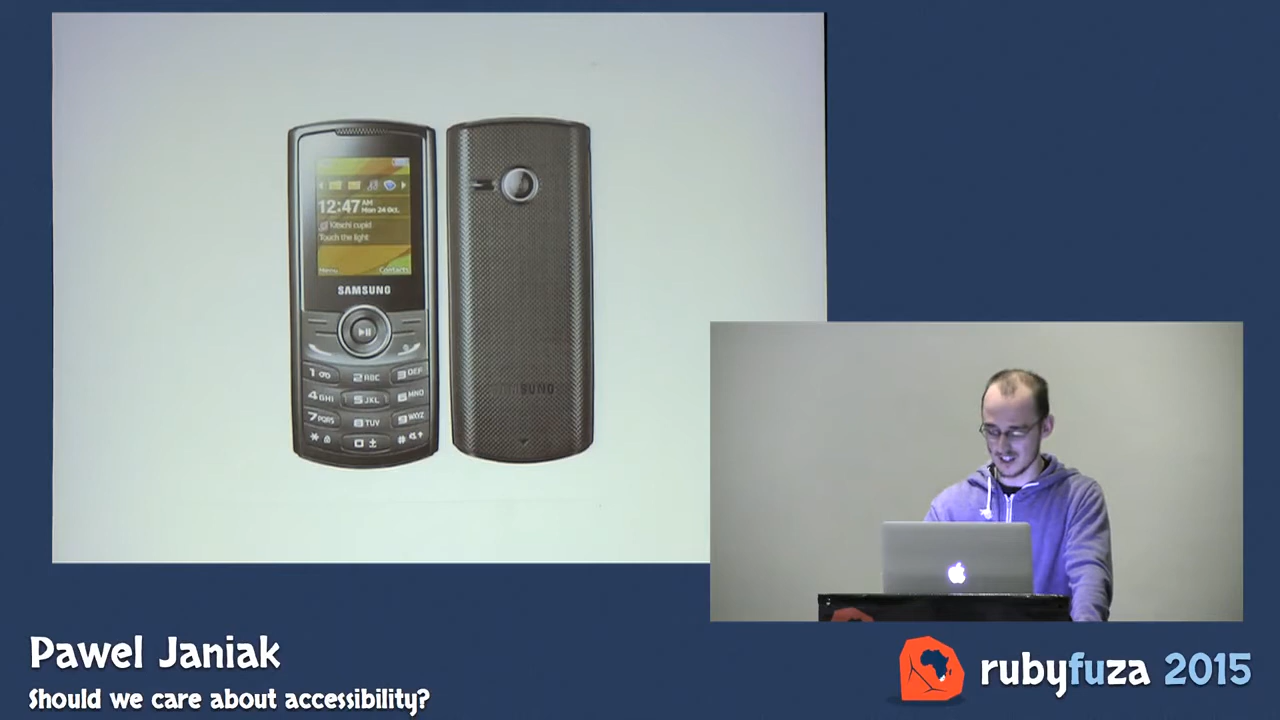 12:47 AM
Mon 24 Oct.
Kitschi cupid
Touch the light
Menu Contacts
SAMSUNG
1
2 ABC
3 DEF
4 GHI
5 JKL
6 MNO
7 PQRS
8 TUV
9 WXYZ
* 0 ± #
Pawel Janiak
Should we care about accessibility?
rubyfuza 2015